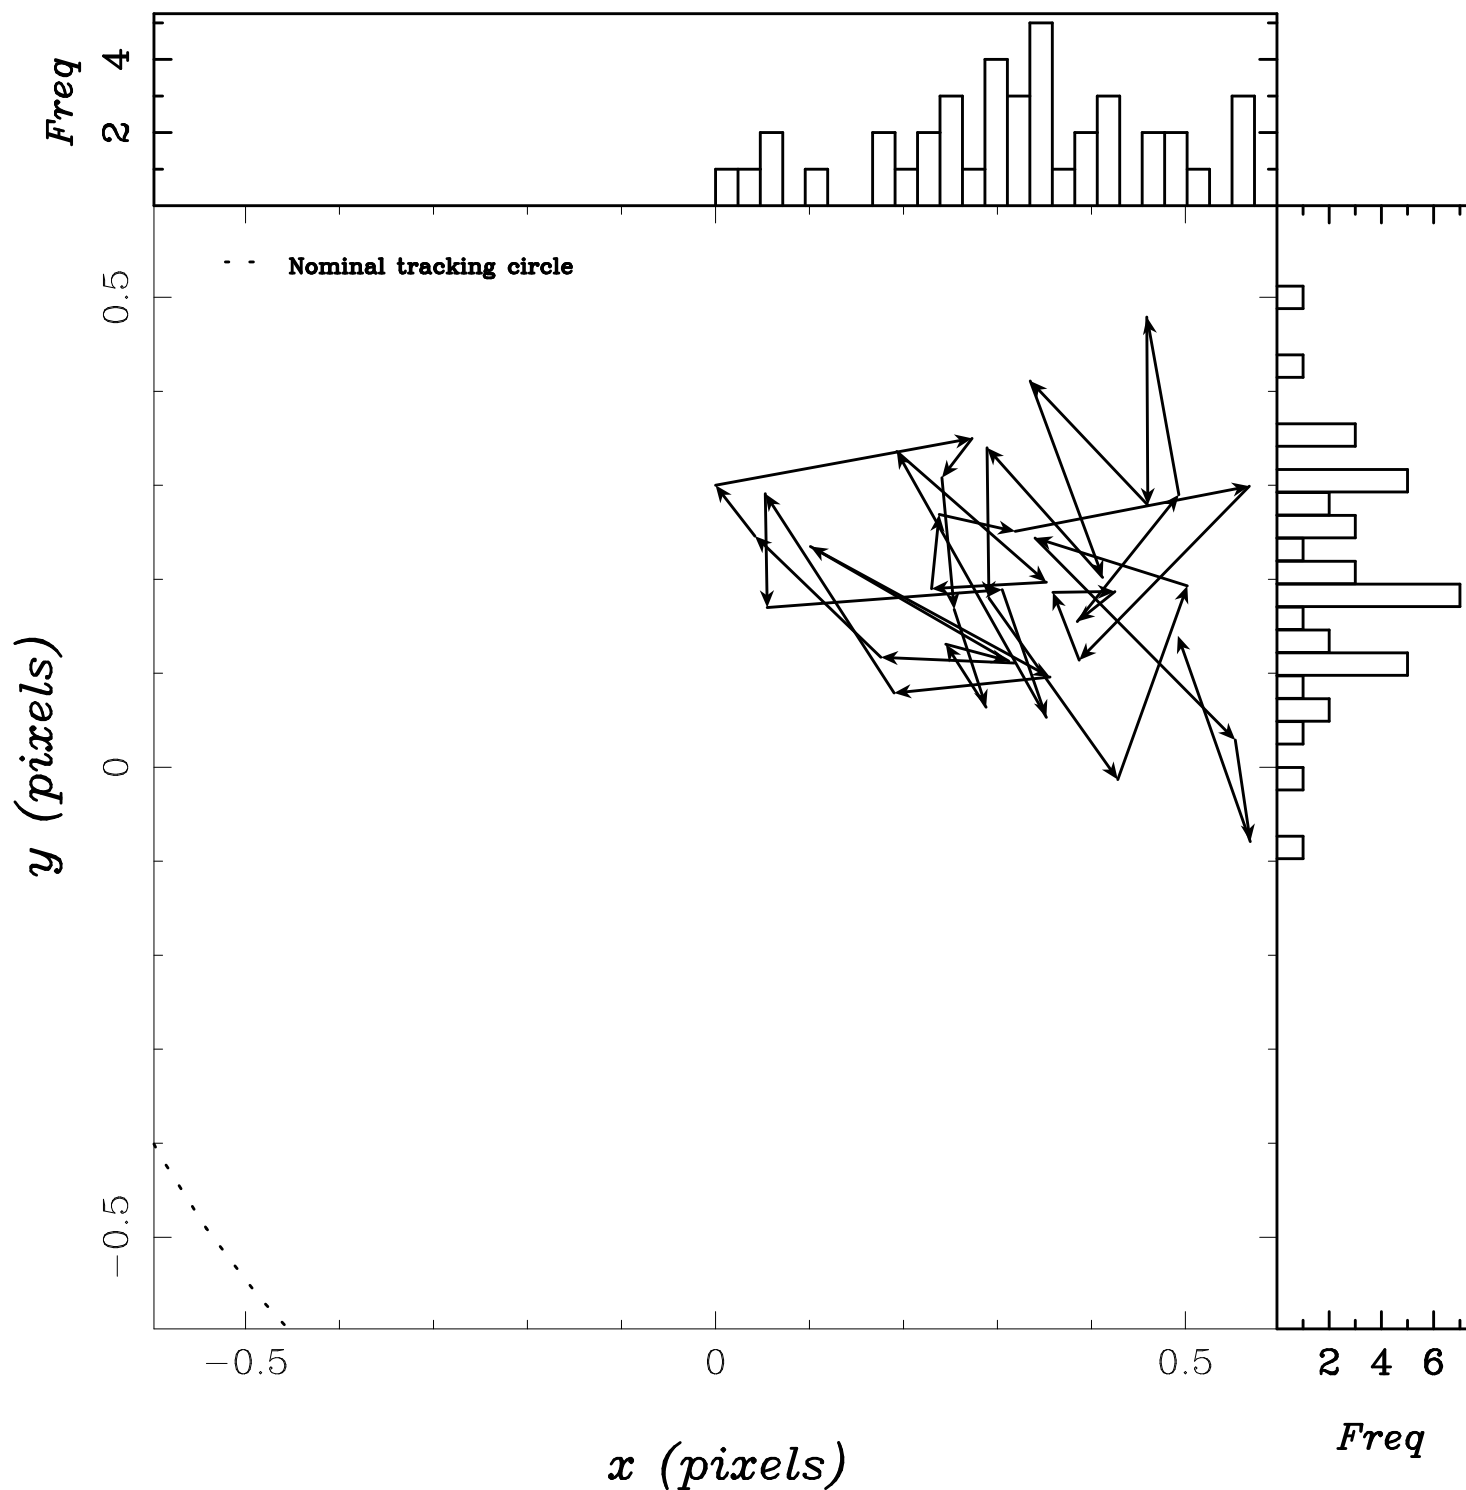 Freq
4
2
Nominal tracking circle
0.5
0
−0.5
y (pixels)
−0.5 0 0.5
2 4 6
x (pixels)
Freq